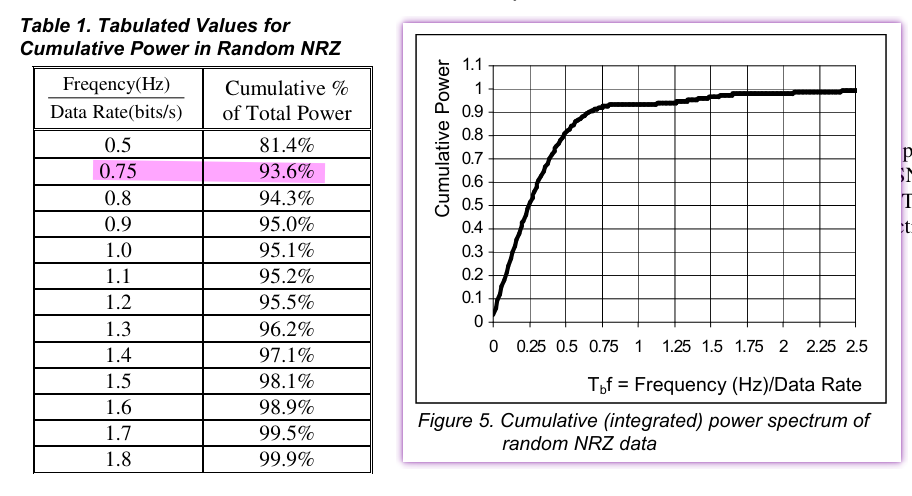 Table 1. Tabulated Values for
Cumulative Power in Random NRZ
Freqency(Hz)
Data Rate(bits/s)
Cumulative %
of Total Power
0.5 81.4%
0.75 93.6%
0.8 94.3%
0.9 95.0%
1.0 95.1%
1.1 95.2%
1.2 95.5%
1.3 96.2%
1.4 97.1%
1.5 98.1%
1.6 98.9%
1.7 99.5%
1.8 99.9%
Cumulative Power
1.1
1
0.9
0.8
0.7
0.6
0.5
0.4
0.3
0.2
0.1
0
0 0.25 0.5 0.75 1 1.25 1.5 1.75 2 2.25 2.5
Tbf = Frequency (Hz)/Data Rate
Figure 5. Cumulative (integrated) power spectrum of
random NRZ data